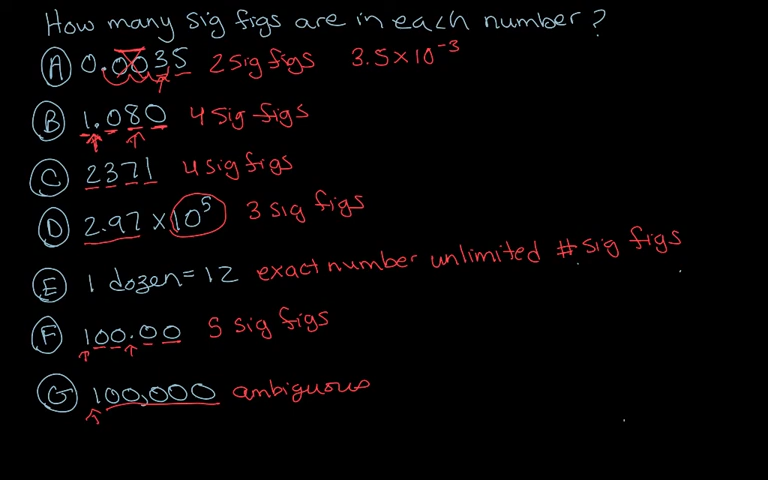 How many sig figs are in each number?
A 0.0035 2 sig figs 3.5 × 10⁻³
B 1.080 4 sig figs
C 2371 4 sig figs
D 2.97 × 10⁵ 3 sig figs
E 1 dozen = 12 exact number unlimited # sig figs
F 100.00 5 sig figs
G 100,000 ambiguous